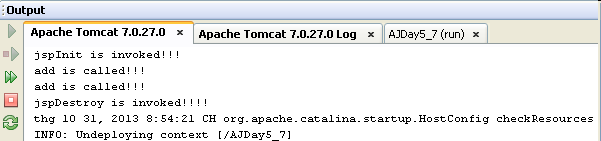 Output
Apache Tomcat 7.0.27.0 × Apache Tomcat 7.0.27.0 Log × AJDay5_7 (run) ×
jspInit is invoked!!!
add is called!!!
add is called!!!
jspDestroy is invoked!!!!
thg 10 31, 2013 8:54:21 CH org.apache.catalina.startup.HostConfig checkResources
INFO: Undeploying context [/AJDay5_7]